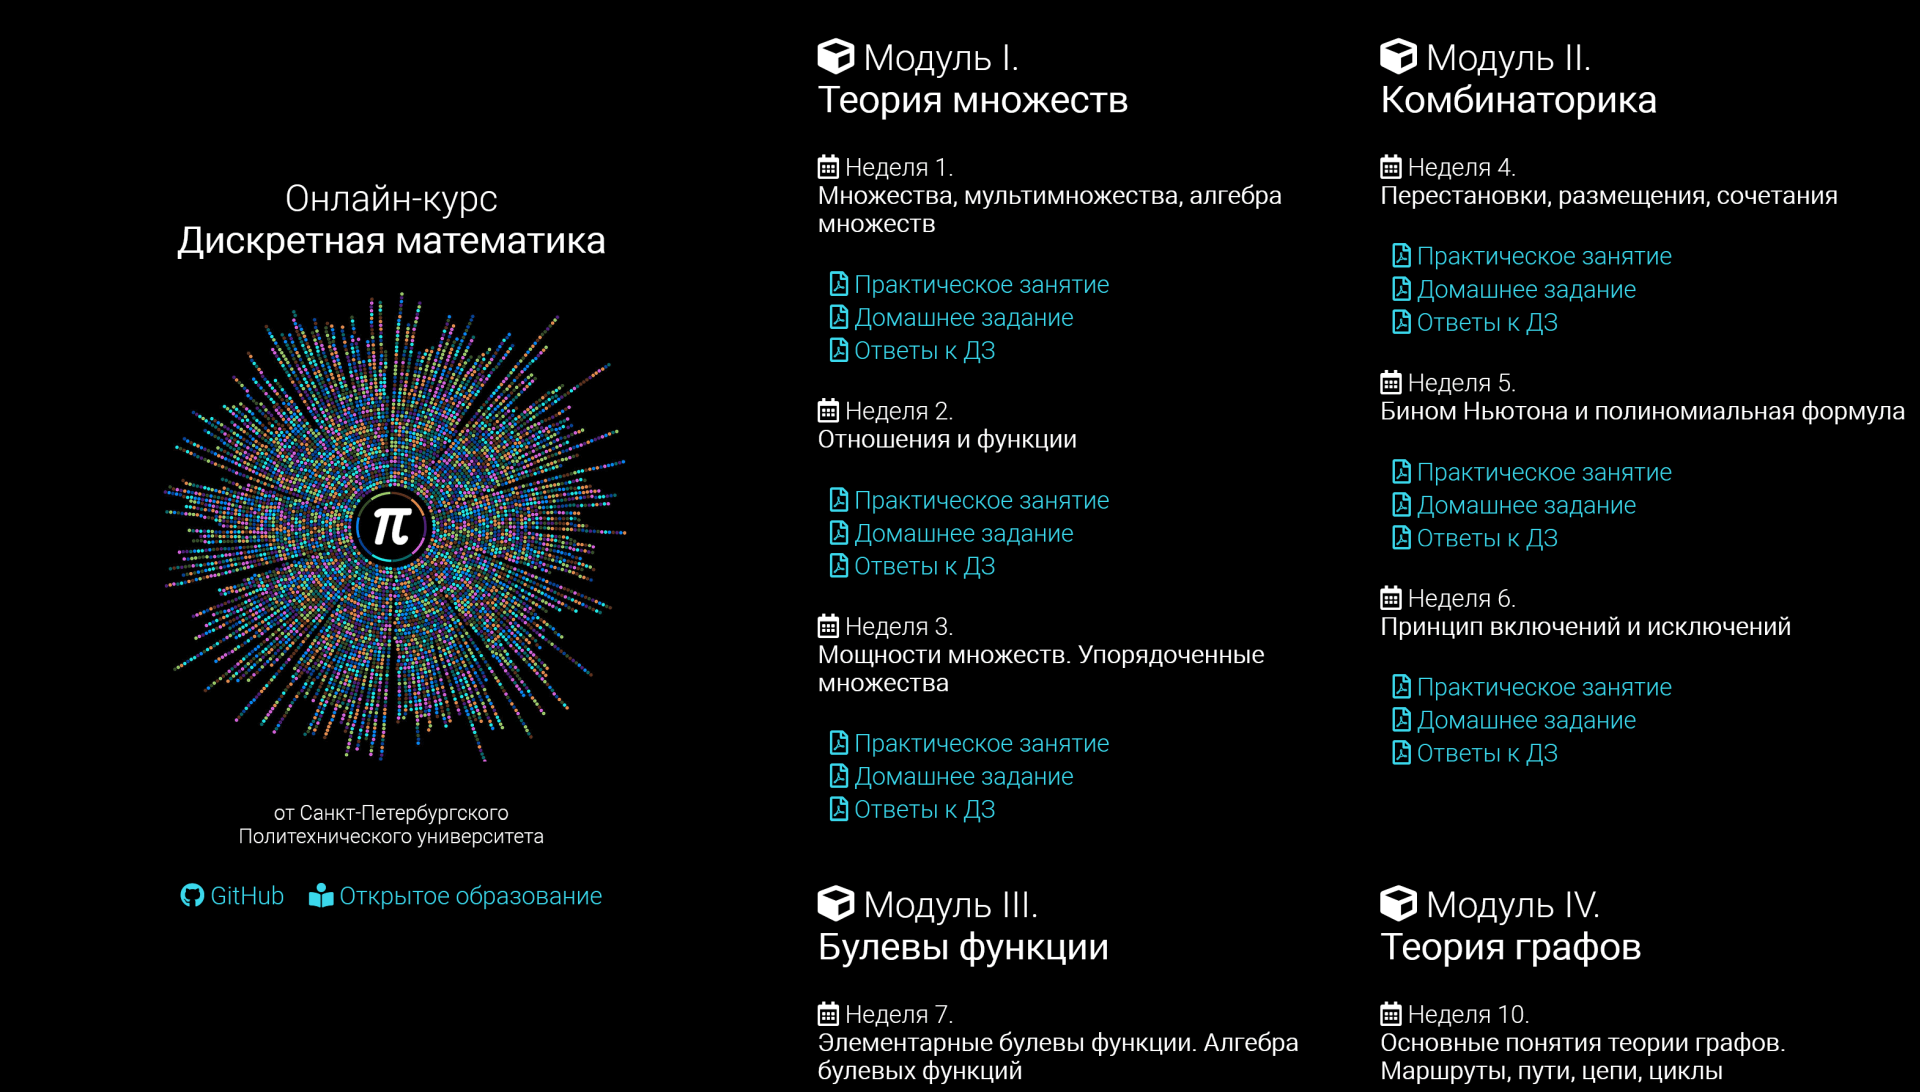 Онлайн-курс
Дискретная математика
π
от Санкт-Петербургского
Политехнического университета
GitHub Открытое образование
Модуль I.
Теория множеств
Неделя 1.
Множества, мультимножества, алгебра
множеств
Практическое занятие
Домашнее задание
Ответы к ДЗ
Неделя 2.
Отношения и функции
Практическое занятие
Домашнее задание
Ответы к ДЗ
Неделя 3.
Мощности множеств. Упорядоченные
множества
Практическое занятие
Домашнее задание
Ответы к ДЗ
Модуль II.
Комбинаторика
Неделя 4.
Перестановки, размещения, сочетания
Практическое занятие
Домашнее задание
Ответы к ДЗ
Неделя 5.
Бином Ньютона и полиномиальная формула
Практическое занятие
Домашнее задание
Ответы к ДЗ
Неделя 6.
Принцип включений и исключений
Практическое занятие
Домашнее задание
Ответы к ДЗ
Модуль III.
Булевы функции
Неделя 7.
Элементарные булевы функции. Алгебра
булевых функций
Модуль IV.
Теория графов
Неделя 10.
Основные понятия теории графов.
Маршруты, пути, цепи, циклы